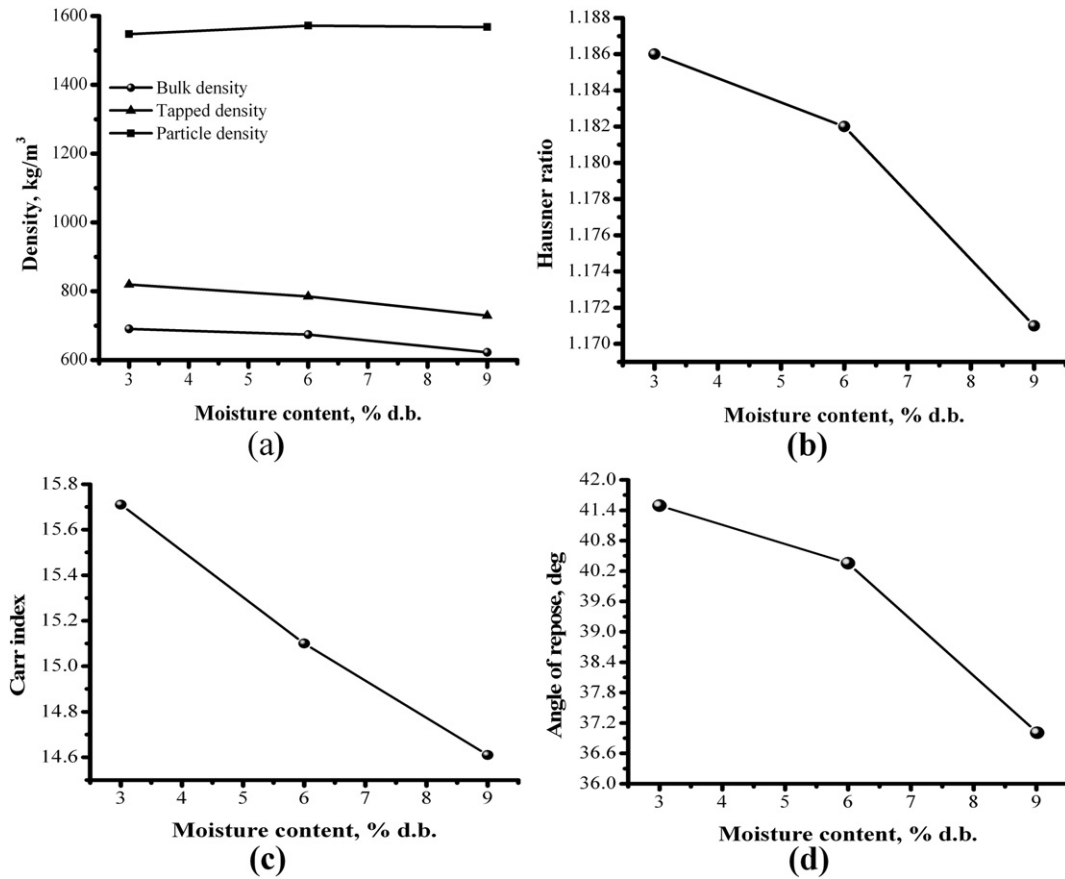 1600
1400
1200
1000
800
600
Density, kg/m³
Bulk density
Tapped density
Particle density
3 4 5 6 7 8 9
Moisture content, % d.b.
(a)
1.188
1.186
1.184
1.182
1.180
1.178
1.176
1.174
1.172
1.170
Hausner ratio
3 4 5 6 7 8 9
Moisture content, % d.b.
(b)
15.8
15.6
15.4
15.2
15.0
14.8
14.6
Carr index
3 4 5 6 7 8 9
Moisture content, % d.b.
(c)
42.0
41.4
40.8
40.2
39.6
39.0
38.4
37.8
37.2
36.6
36.0
Angle of repose, deg
3 4 5 6 7 8 9
Moisture content, % d.b.
(d)